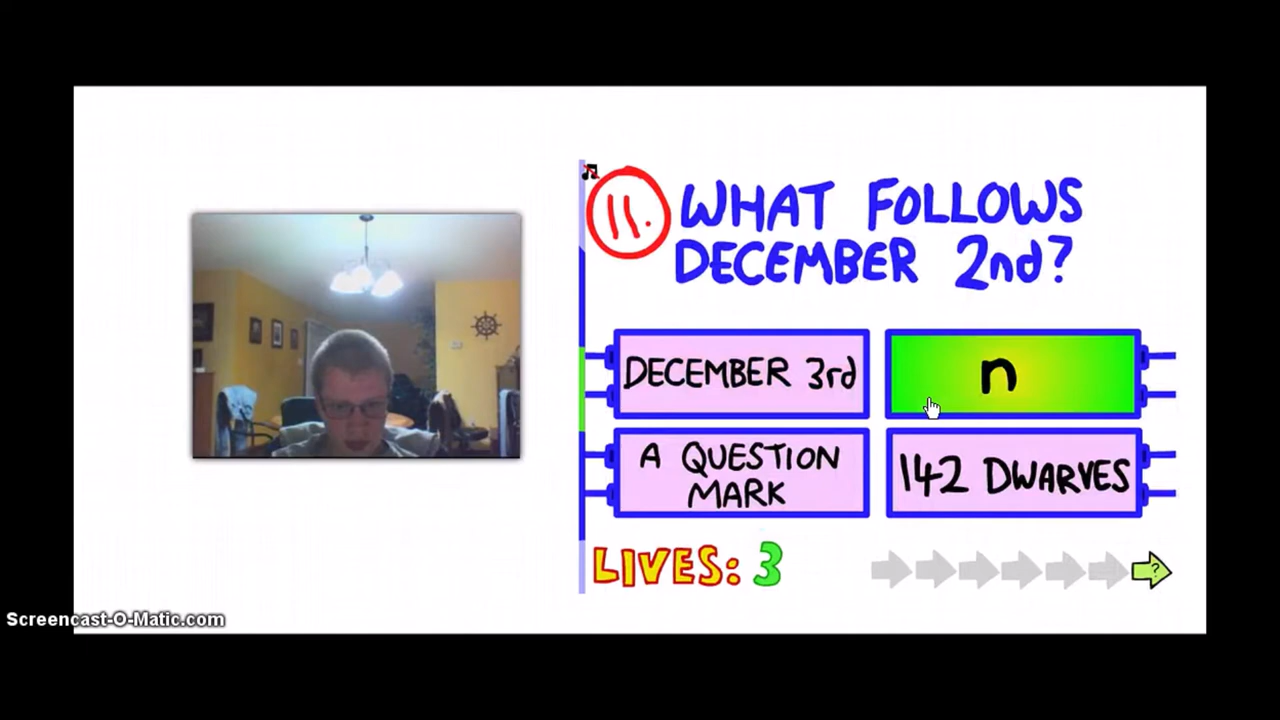 11.
WHAT FOLLOWS
DECEMBER 2nd?
DECEMBER 3rd
n
A QUESTION
MARK
142 DWARVES
LIVES: 3
?
Screencast-O-Matic.com